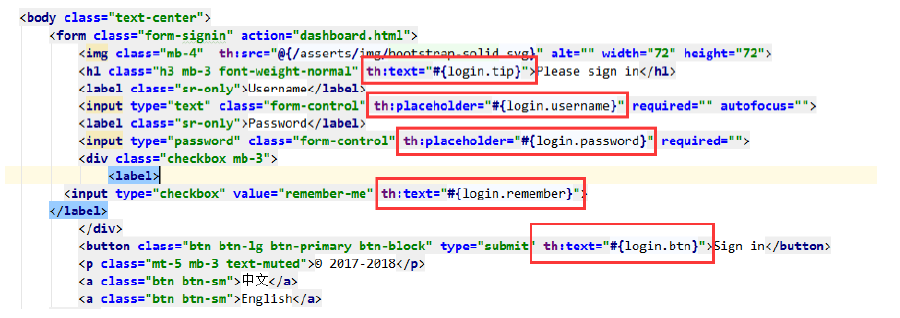 <body class="text-center">
<form class="form-signin" action="dashboard.html">
<img class="mb-4" th:src="@{/asserts/img/bootstrap-solid.svg}" alt="" width="72" height="72">
<h1 class="h3 mb-3 font-weight-normal" th:text="#{login.tip}">Please sign in</h1>
<label class="sr-only">Username</label>
<input type="text" class="form-control" th:placeholder="#{login.username}" required="" autofocus="">
<label class="sr-only">Password</label>
<input type="password" class="form-control" th:placeholder="#{login.password}" required="">
<div class="checkbox mb-3">
<label>
<input type="checkbox" value="remember-me" th:text="#{login.remember}">
</label>
</div>
<button class="btn btn-lg btn-primary btn-block" type="submit" th:text="#{login.btn}">Sign in</button>
<p class="mt-5 mb-3 text-muted">© 2017-2018</p>
<a class="btn btn-sm">中文</a>
<a class="btn btn-sm">English</a>